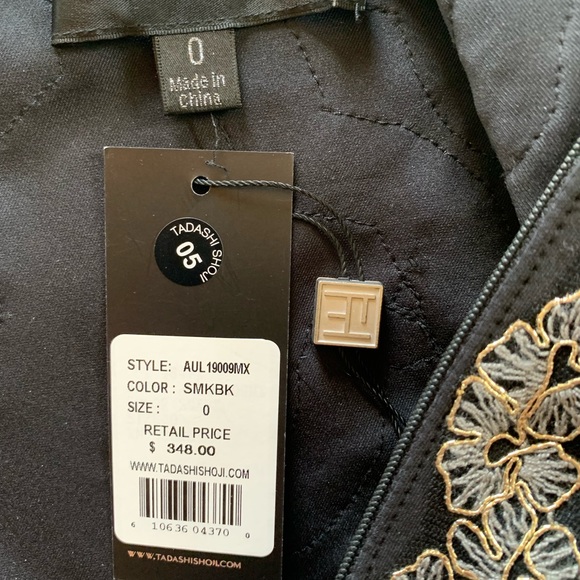 0
Made in
China
TADASHI SHOJI
05
STYLE: AUL19009MX
COLOR : SMKBK
SIZE : 0
RETAIL PRICE
$ 348.00
WWW.TADASHISHOJI.COM
6 10636 04370 0
WWW.TADASHISHOJI.COM